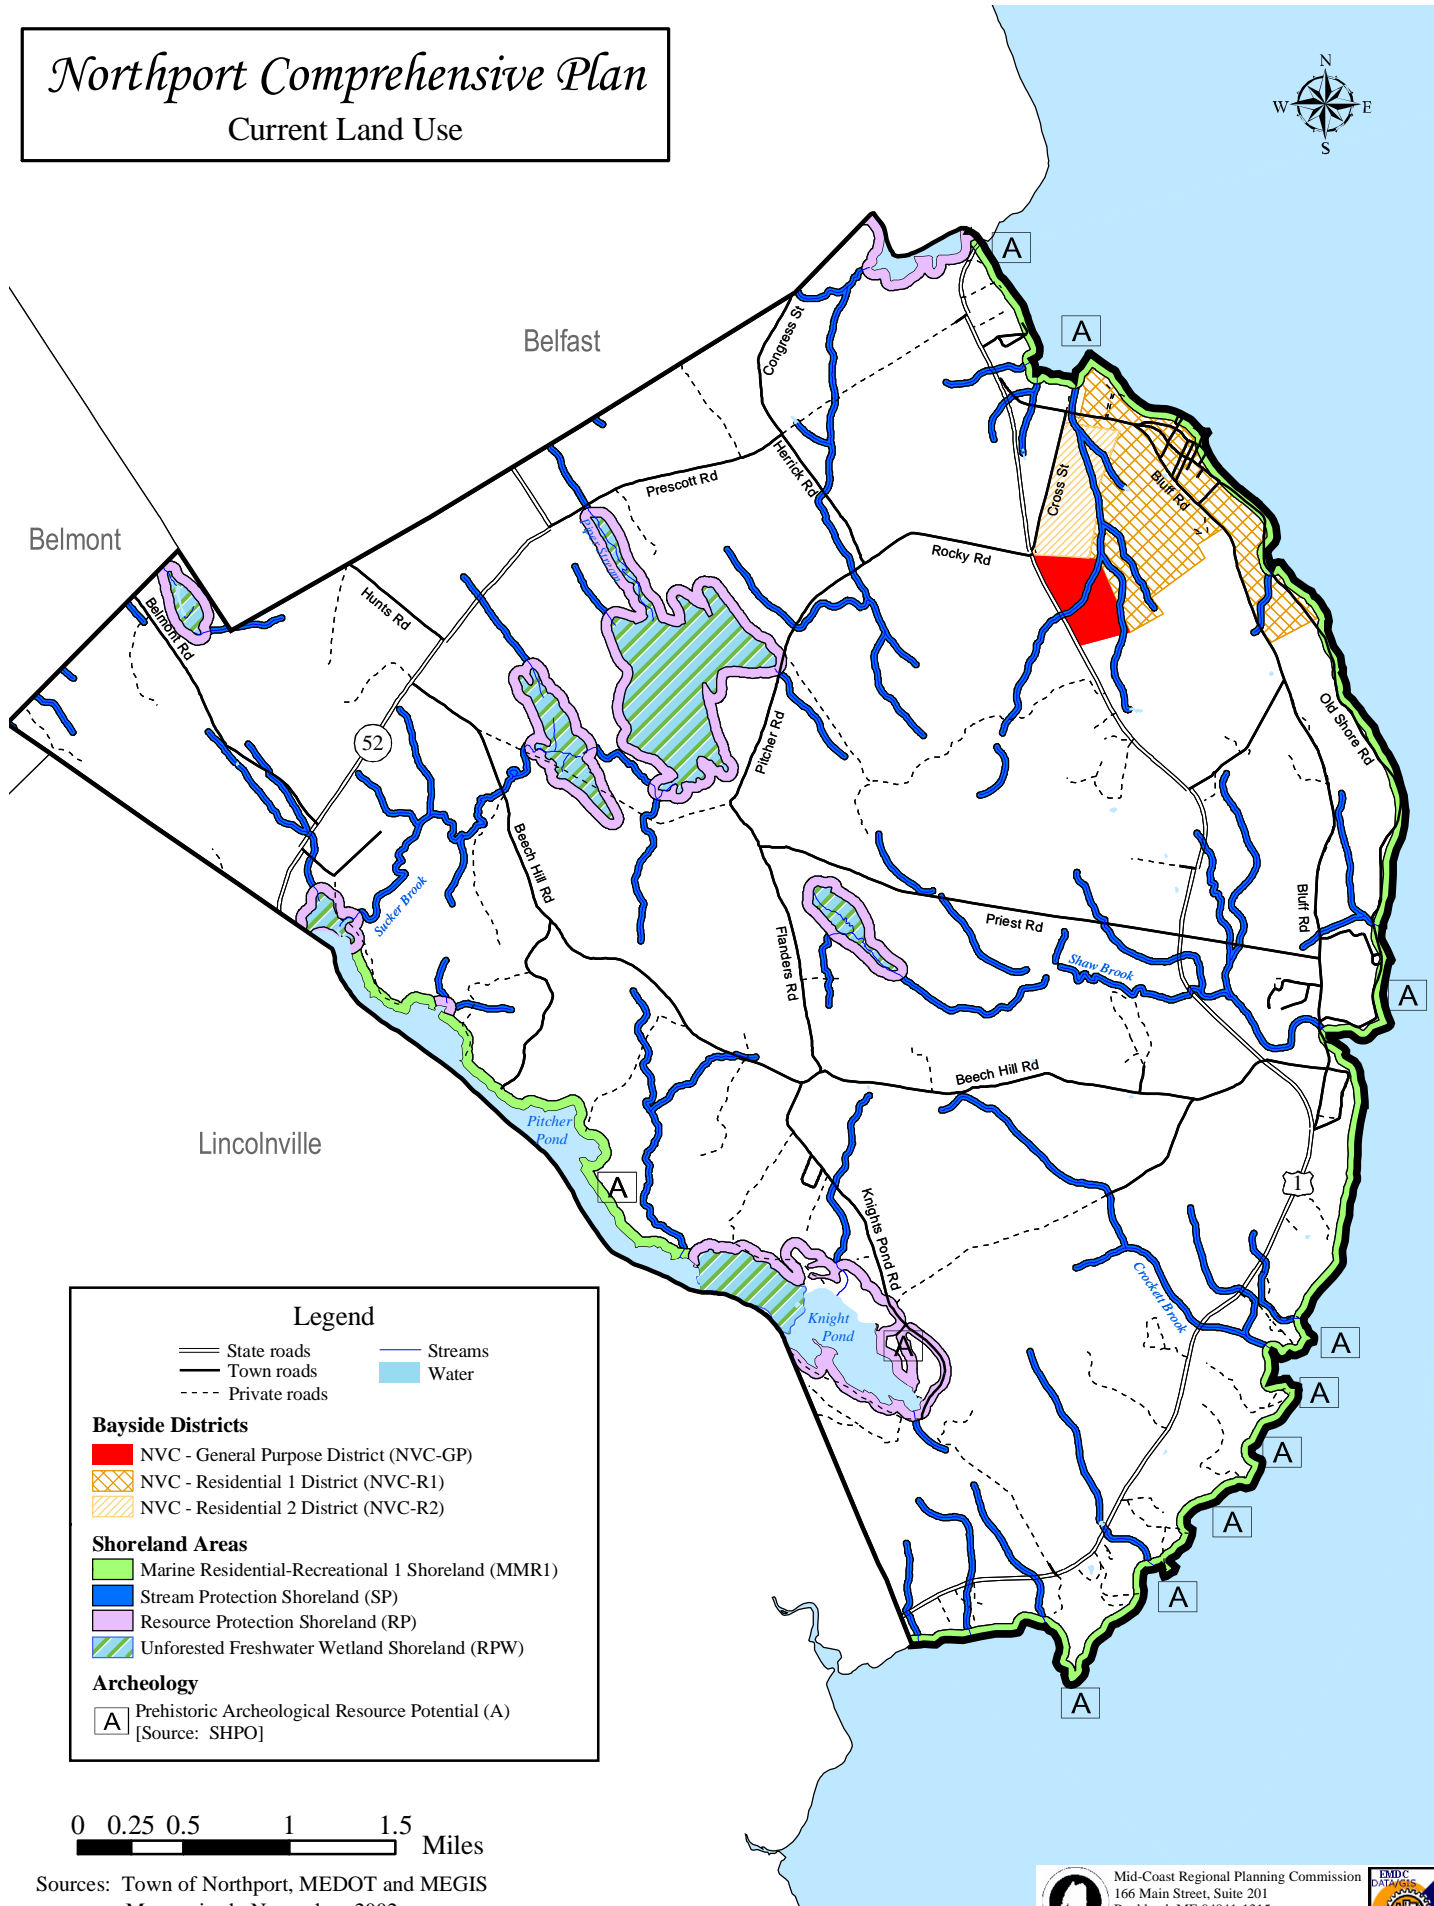 Northport Comprehensive Plan
Current Land Use
N
W
E
S
A
A
Belfast
Congress St
Herrick Rd
Prescott Rd
Cross St
Bluff Rd
Piper Stream
Rocky Rd
Belmont
Belmont Rd
Hunts Rd
52
Pitcher Rd
Old Shore Rd
Beech Hill Rd
Sucker Brook
Bluff Rd
Priest Rd
Flanders Rd
Shaw Brook
A
Beech Hill Rd
Pitcher
Pond
Lincolnville
A
1
Knights Pond Rd
Crockett Brook
Knight
Pond
A
A
A
A
A
A
A
Legend
State roads
Town roads
Private roads
Streams
Water
Bayside Districts
NVC - General Purpose District (NVC-GP)
NVC - Residential 1 District (NVC-R1)
NVC - Residential 2 District (NVC-R2)
Shoreland Areas
Marine Residential-Recreational 1 Shoreland (MMR1)
Stream Protection Shoreland (SP)
Resource Protection Shoreland (RP)
Unforested Freshwater Wetland Shoreland (RPW)
Archeology
A Prehistoric Archeological Resource Potential (A)
[Source: SHPO]
0 0.25 0.5 1 1.5
Miles
Sources: Town of Northport, MEDOT and MEGIS
Mid-Coast Regional Planning Commission
166 Main Street, Suite 201
EMDC
DATA/GIS